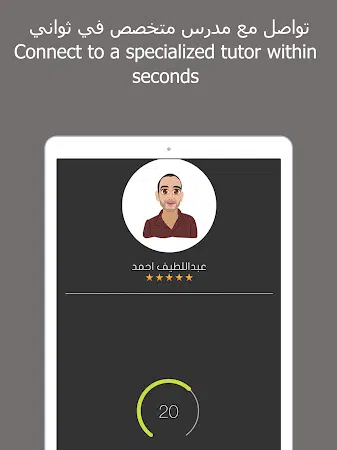 تواصل مع مدرس متخصص في ثواني
Connect to a specialized tutor within
seconds
عبداللطيف احمد
20